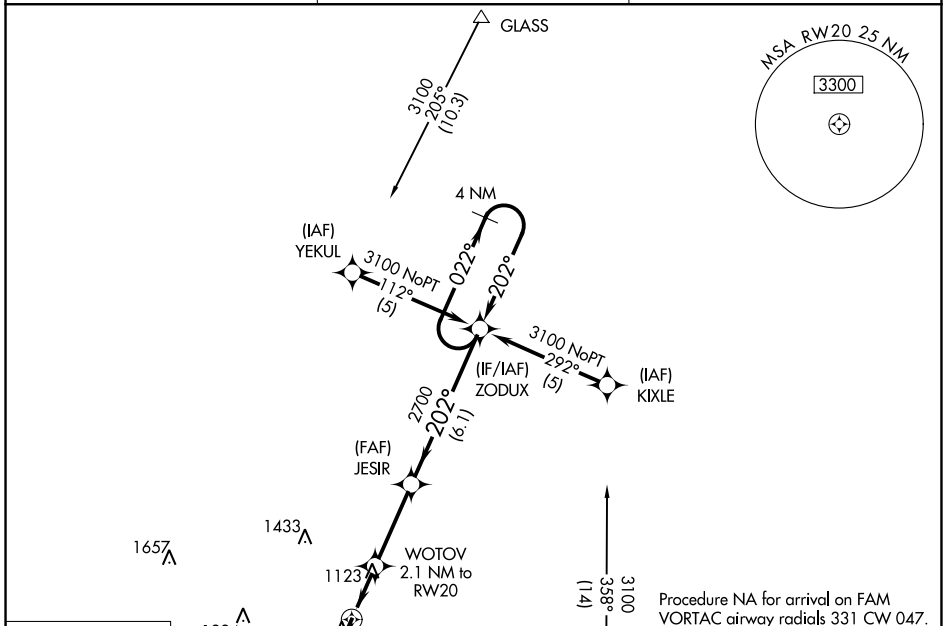 GLASS
MSA RW20 25 NM
3300
3100
205°
(10.3)
4 NM
(IAF)
YEKUL
3100 NoPT
112°
(5)
022°
202°
3100 NoPT
292°
(5)
(IF/IAF)
ZODUX
(IAF)
KIXLE
2700
202°
(6.1)
(FAF)
JESIR
1433
1657
1123
WOTOV
2.1 NM to
RW20
3100
358°
(14)
Procedure NA for arrival on FAM
VORTAC airway radials 331 CW 047.